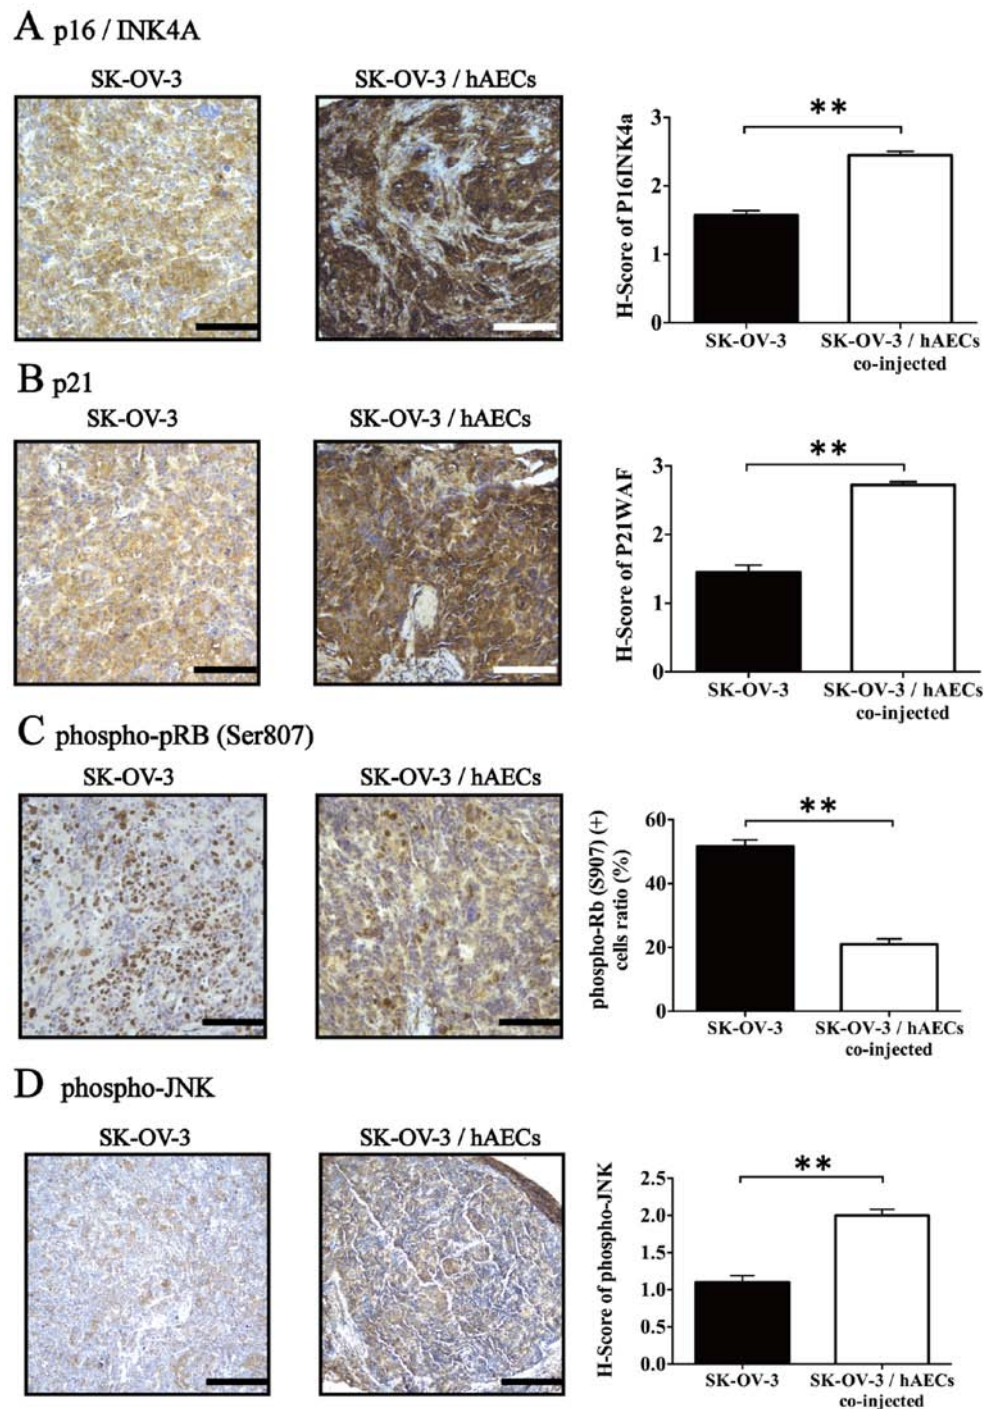 A p16 / INK4A
SK-OV-3
SK-OV-3 / hAECs
H-Score of P16INK4a
3
2
1
0
**
SK-OV-3
SK-OV-3 / hAECs
co-injected
B p21
SK-OV-3
SK-OV-3 / hAECs
H-Score of P21WAF
3
2
1
0
**
SK-OV-3
SK-OV-3 / hAECs
co-injected
C phospho-pRB (Ser807)
SK-OV-3
SK-OV-3 / hAECs
phospho-Rb (S907) (+)
cells ratio (%)
60
40
20
0
**
SK-OV-3
SK-OV-3 / hAECs
co-injected
D phospho-JNK
SK-OV-3
SK-OV-3 / hAECs
H-Score of phospho-JNK
2.5
2.0
1.5
1.0
0.5
0.0
**
SK-OV-3
SK-OV-3 / hAECs
co-injected